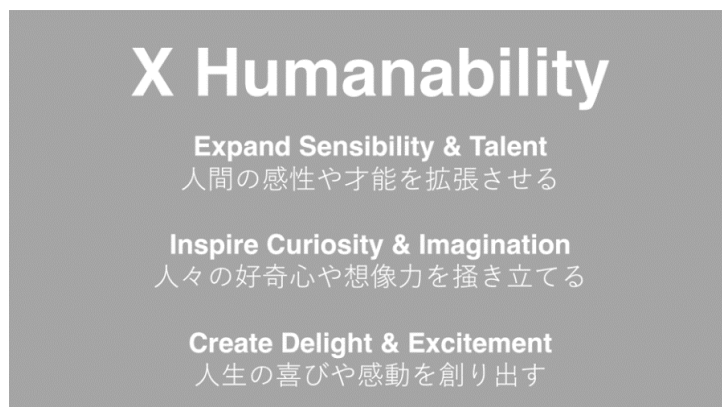 X Humanability
Expand Sensibility & Talent
人間の感性や才能を拡張させる
Inspire Curiosity & Imagination
人々の好奇心や想像力を掻き立てる
Create Delight & Excitement
人生の喜びや感動を創り出す